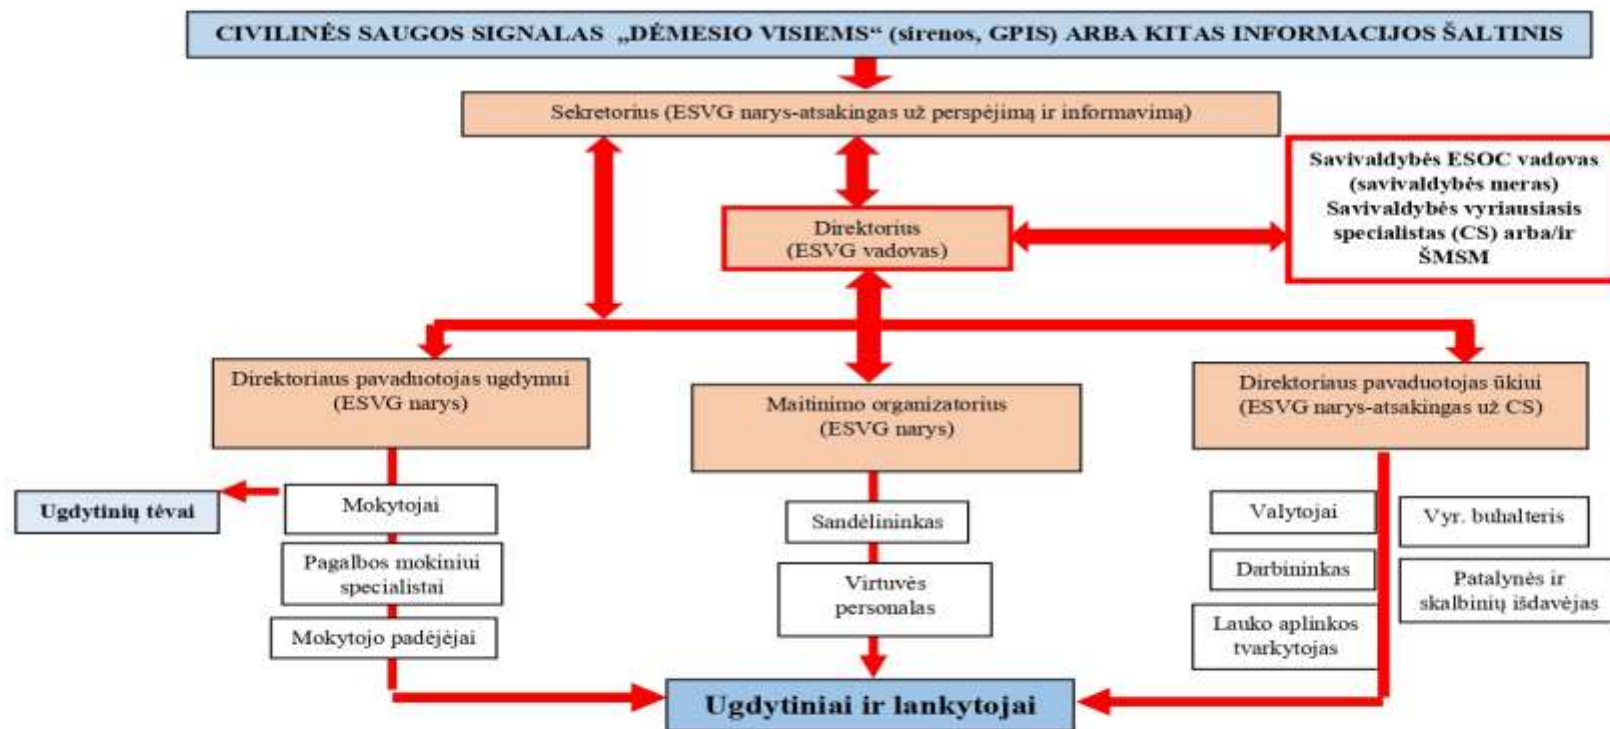 CIVILINĖS SAUGOS SIGNALAS „DĖMESIO VISIEMS“ (sirenos, GPIS) ARBA KITAS INFORMACIJOS ŠALTINIS
Sekretorius (ESVG narys-atsakingas už perspėjimą ir informavimą)
Savivaldybės ESOC vadovas
(savivaldybės meras)
Savivaldybės vyriausiasis
specialistas (CS) arba/ir
ŠMSM
Direktorius
(ESVG vadovas)
Direktoriaus pavaduotojas ugdymui
(ESVG narys)
Maitinimo organizatorius
(ESVG narys)
Direktoriaus pavaduotojas ūkiui
(ESVG narys-atsakingas už CS)
Ugdytinių tėvai
Mokytojai
Pagalbos mokiniui
specialistai
Mokytojo padėjėjai
Sandėlininkas
Virtuvės
personalas
Valytojai
Darbininkas
Lauko aplinkos
tvarkytojas
Vyr. buhalteris
Patalynės ir
skalbinių išdavėjas
Ugdytiniai ir lankytojai